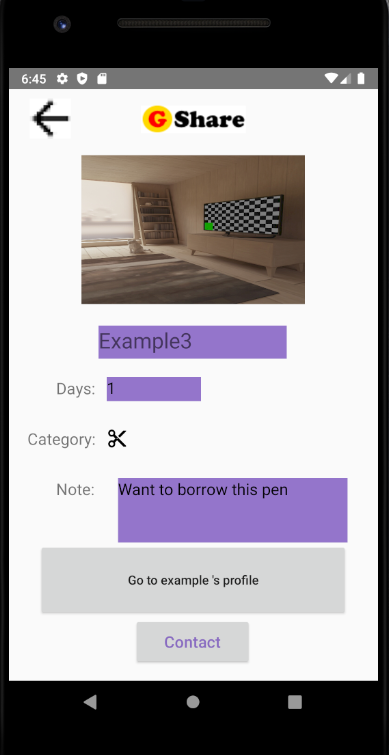 6:45
G Share
Example3
Days: 1
Category:
Note: Want to borrow this pen
Go to example 's profile
Contact